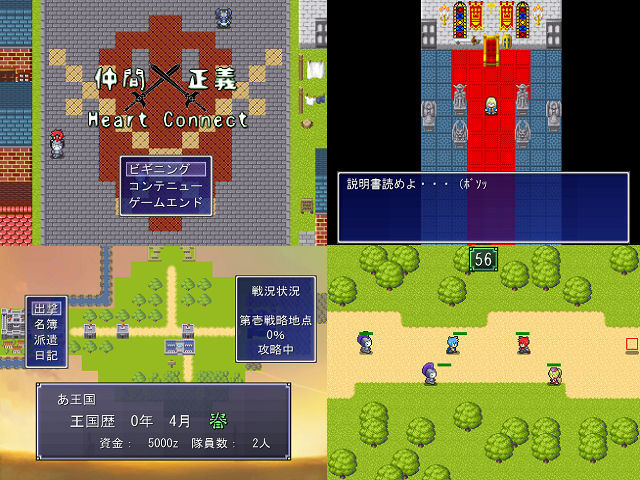 仲間 正義
Heart Connect
ビギニング
コンテニュー
ゲームエンド
説明書読めよ・・・ (ﾎﾞｿｯ
出撃
名簿
派遣
日記
戦況状況
第壱戦略地点
0%
攻略中
あ王国
王国歴 0年 4月 春
資金： 5000z 隊員数： 2人
56